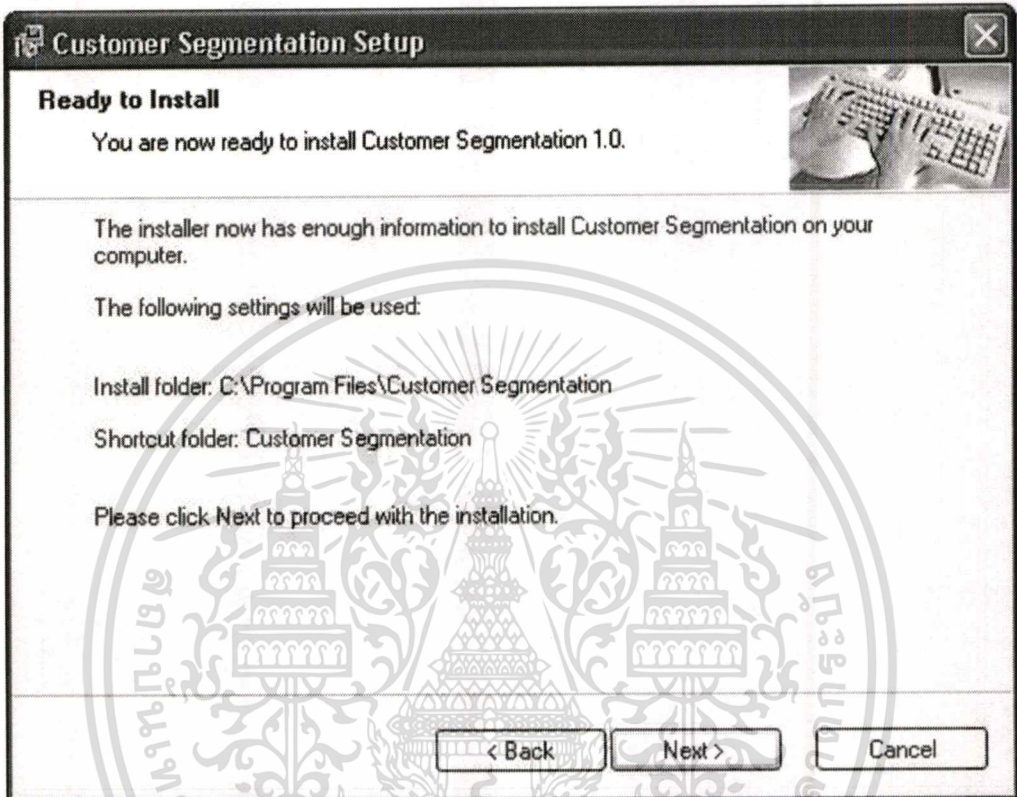 Customer Segmentation Setup
Ready to Install
You are now ready to install Customer Segmentation 1.0.
The installer now has enough information to install Customer Segmentation on your
computer.
The following settings will be used:
Install folder: C:\Program Files\Customer Segmentation
Shortcut folder: Customer Segmentation
Please click Next to proceed with the installation.
< Back
Next >
Cancel